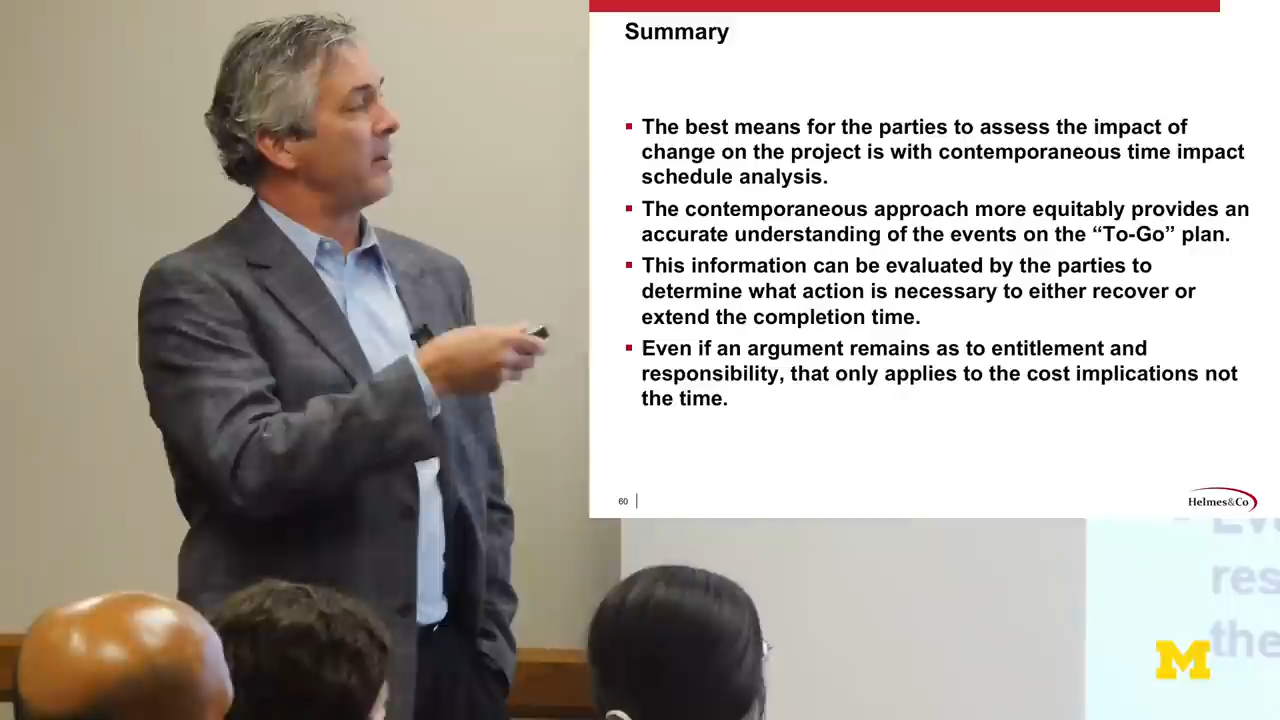 Summary
▪ The best means for the parties to assess the impact of
change on the project is with contemporaneous time impact
schedule analysis.
▪ The contemporaneous approach more equitably provides an
accurate understanding of the events on the “To-Go” plan.
▪ This information can be evaluated by the parties to
determine what action is necessary to either recover or
extend the completion time.
▪ Even if an argument remains as to entitlement and
responsibility, that only applies to the cost implications not
the time.
60
Helmes&Co
res
the
M